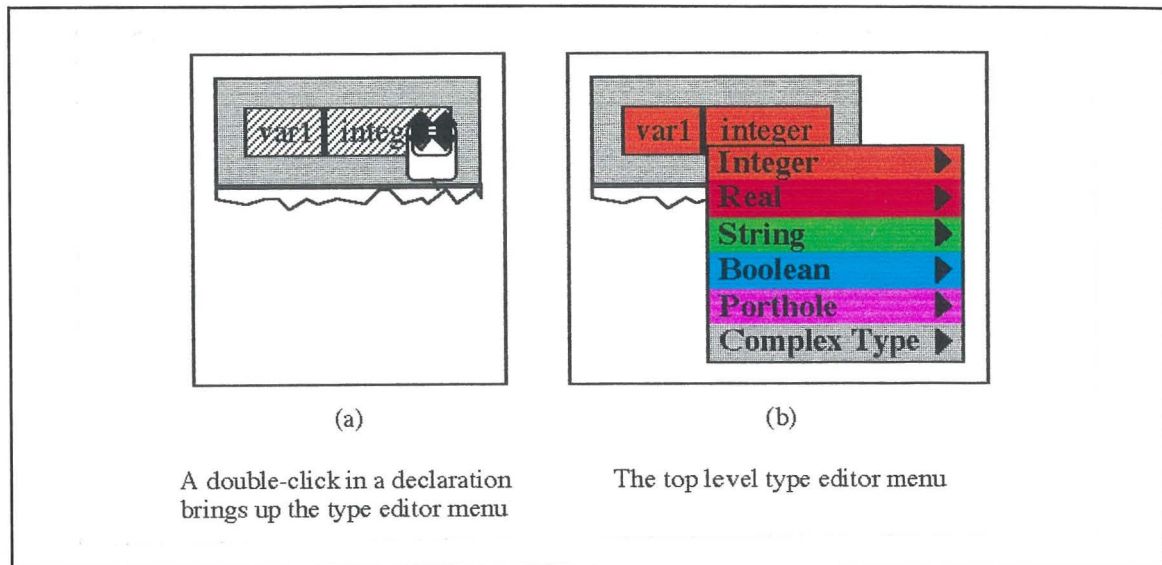 var1 integ
var1 integer
Integer
Real
String
Boolean
Porthole
Complex Type
(a)
(b)
A double-click in a declaration
brings up the type editor menu
The top level type editor menu